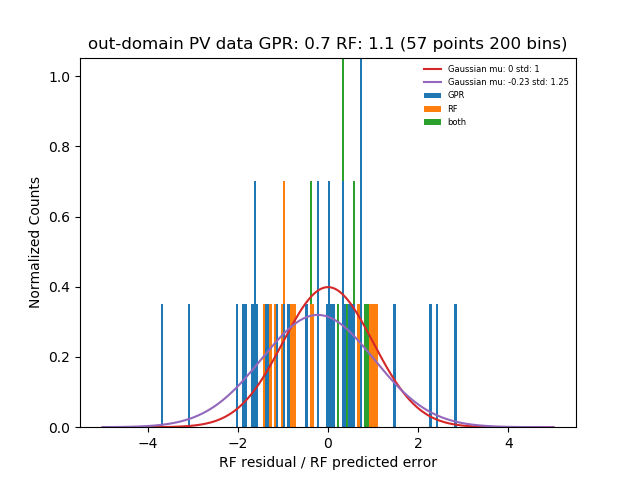 out-domain PV data GPR: 0.7 RF: 1.1 (57 points 200 bins)
Gaussian mu: 0 std: 1
Gaussian mu: -0.23 std: 1.25
GPR
RF
both
Normalized Counts
1.0
0.8
0.6
0.4
0.2
0.0
−4 −2 0 2 4
RF residual / RF predicted error